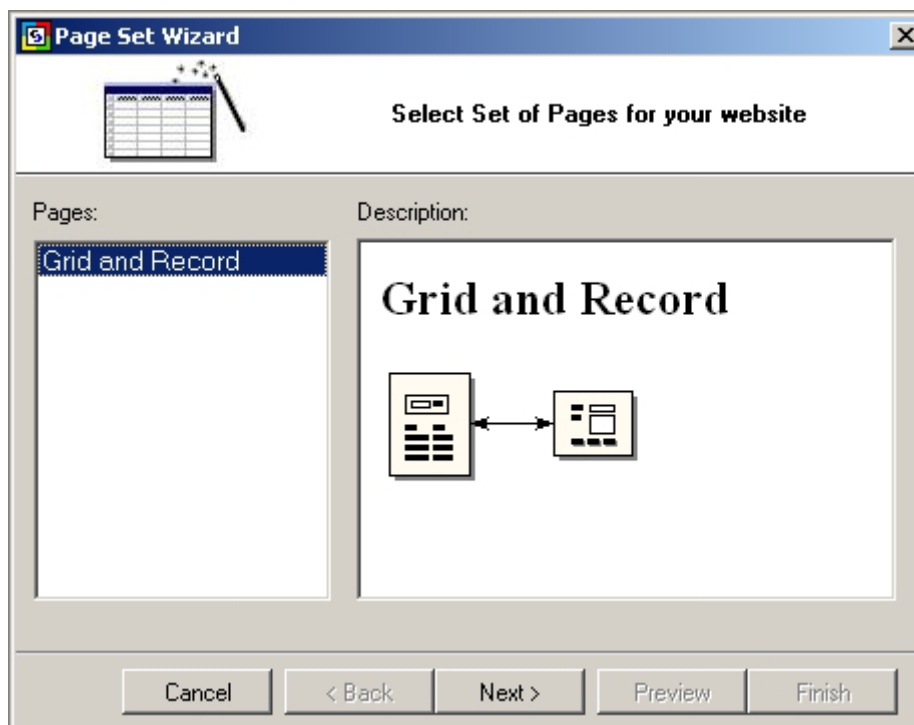 Page Set Wizard
Select Set of Pages for your website
Pages:
Description:
Grid and Record
Grid and Record
Cancel
< Back
Next >
Preview
Finish